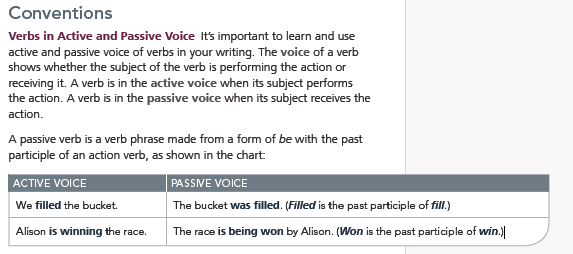 Conventions
Verbs in Active and Passive Voice It's important to learn and use
active and passive voice of verbs in your writing. The voice of a verb
shows whether the subject of the verb is performing the action or
receiving it. A verb is in the active voice when its subject performs
the action. A verb is in the passive voice when its subject receives the
action.
A passive verb is a verb phrase made from a form of be with the past
participle of an action verb, as shown in the chart:
ACTIVE VOICE PASSIVE VOICE
We filled the bucket. The bucket was filled. (Filled is the past participle of fill.)
Alison is winning the race. The race is being won by Alison. (Won is the past participle of win.)